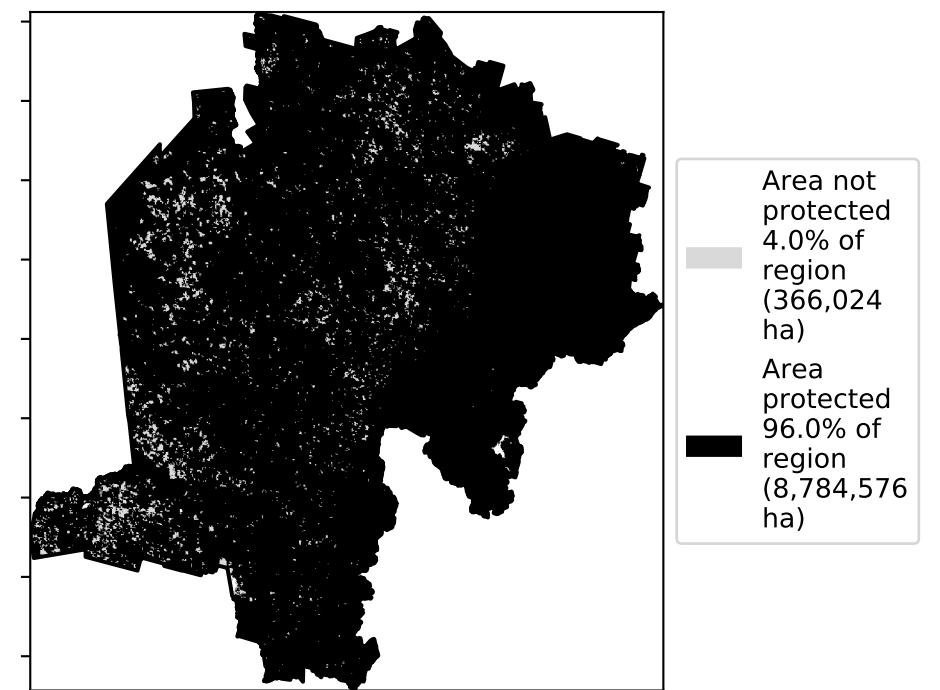 Area not
protected
4.0% of
region
(366,024
ha)
Area
protected
96.0% of
region
(8,784,576
ha)